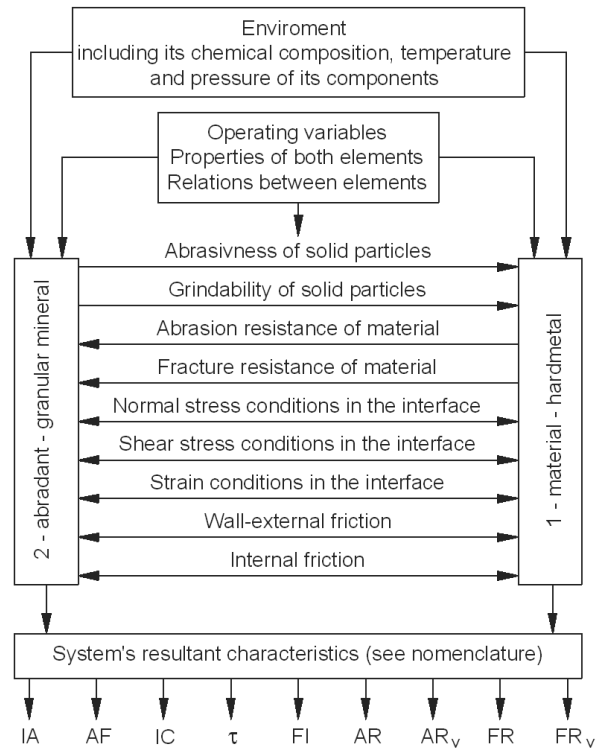 Enviroment
including its chemical composition, temperature
and pressure of its components
Operating variables
Properties of both elements
Relations between elements
Abrasivness of solid particles
Grindability of solid particles
Abrasion resistance of material
Fracture resistance of material
Normal stress conditions in the interface
Shear stress conditions in the interface
Strain conditions in the interface
Wall-external friction
Internal friction
2 - abradant - granular mineral
1 - material - hardmetal
System's resultant characteristics (see nomenclature)
IA AF IC τ FI AR ARv FR FRv